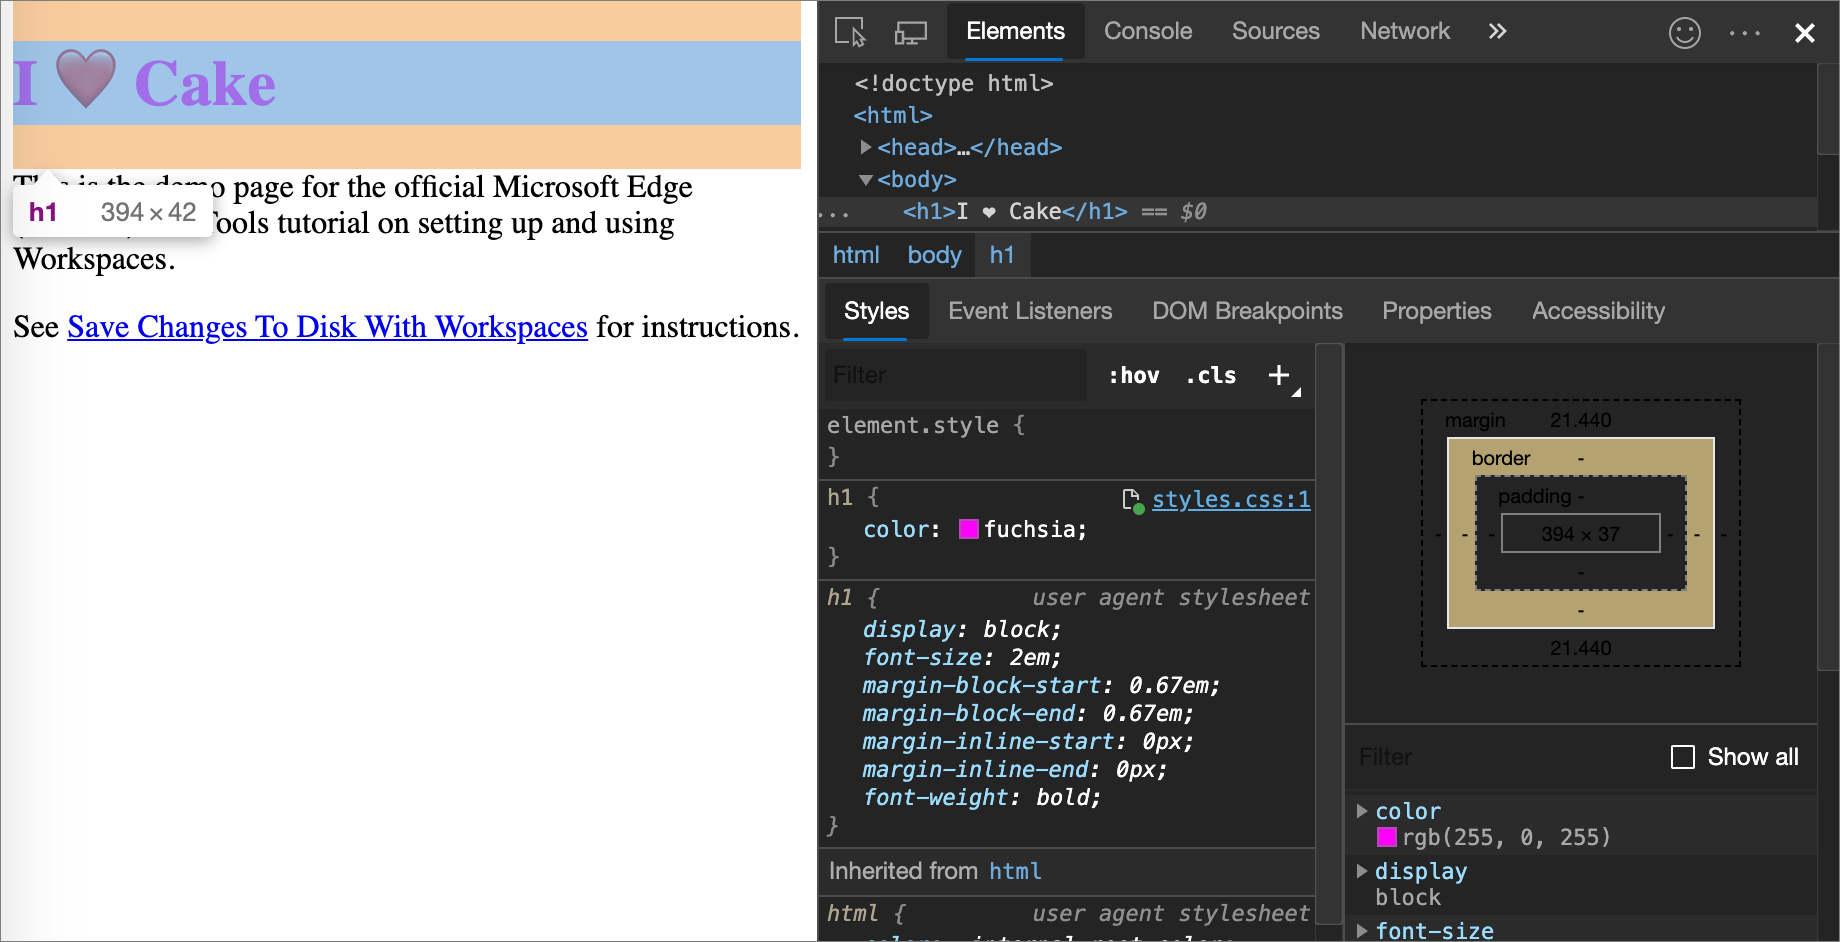 I ❤ Cake
This is the demo page for the official Microsoft Edge
h1 394 × 42
Tools tutorial on setting up and using
Workspaces.
See Save Changes To Disk With Workspaces for instructions.
Elements Console Sources Network »
<!doctype html>
<html>
▶<head>…</head>
▼<body>
... <h1>I ❤ Cake</h1> == $0
html body h1
Styles Event Listeners DOM Breakpoints Properties Accessibility
Filter :hov .cls +
element.style {
}
h1 { styles.css:1
color: fuchsia;
}
h1 { user agent stylesheet
display: block;
font-size: 2em;
margin-block-start: 0.67em;
margin-block-end: 0.67em;
margin-inline-start: 0px;
margin-inline-end: 0px;
font-weight: bold;
}
Inherited from html
html { user agent stylesheet
margin 21.440
border -
padding -
- - - 394 × 37 - - -
-
-
21.440
Filter Show all
▶ color
rgb(255, 0, 255)
▶ display
block
▶ font-size